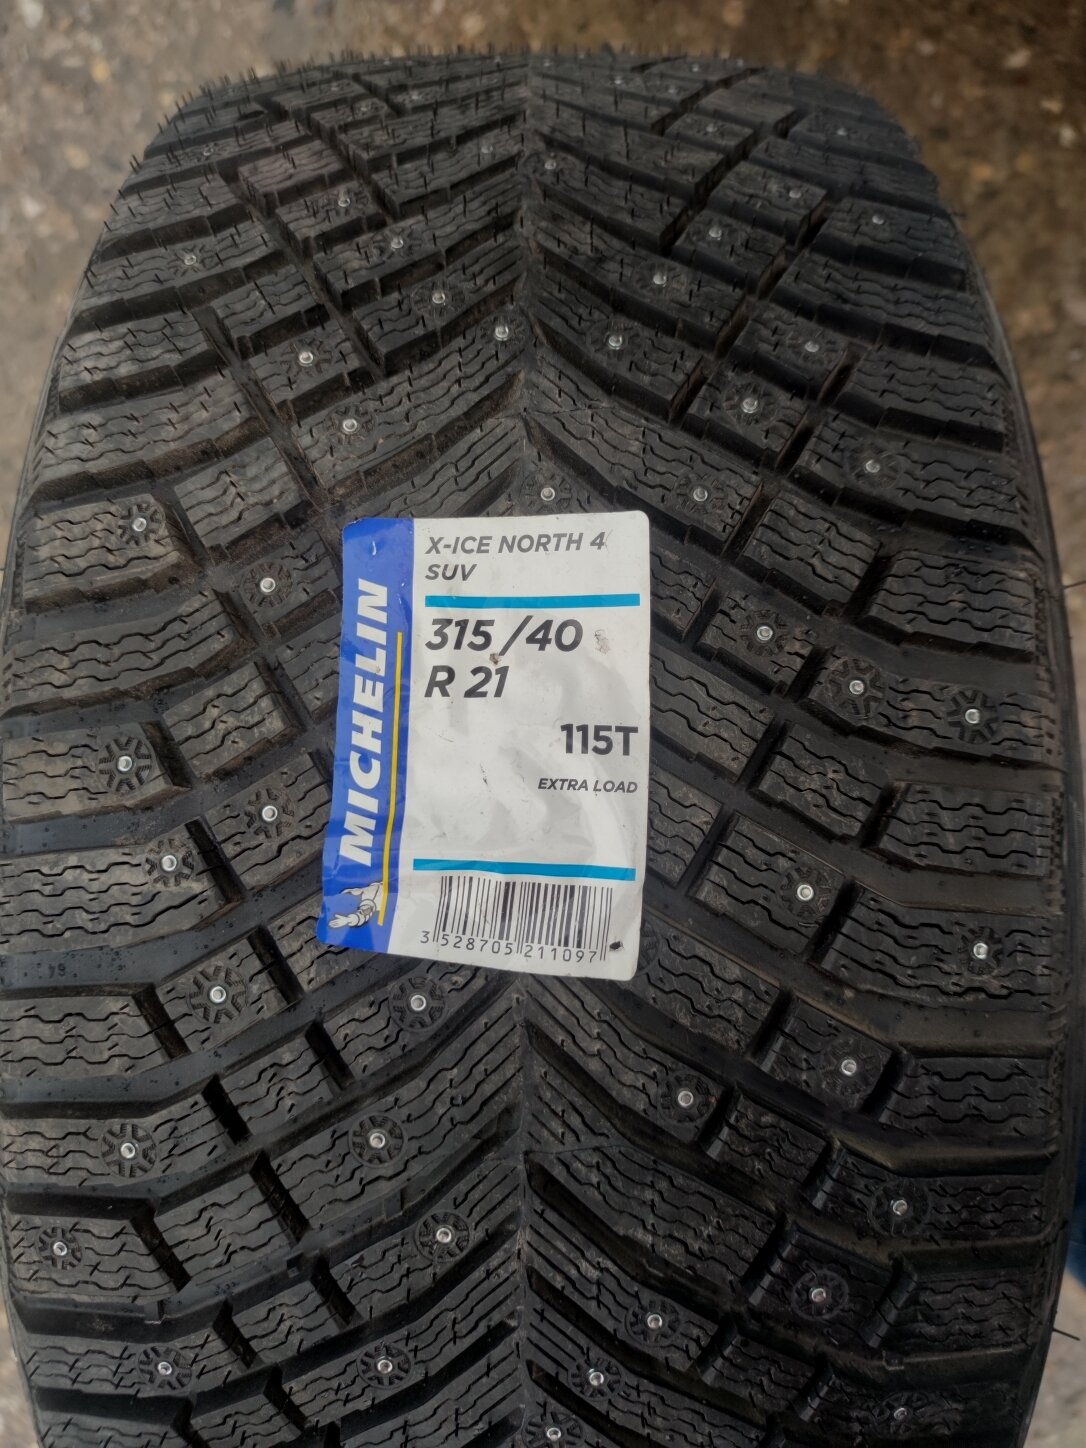 MICHELIN
X-ICE NORTH 4
SUV
315 /40
R 21
115T
EXTRA LOAD
3 528705 211097